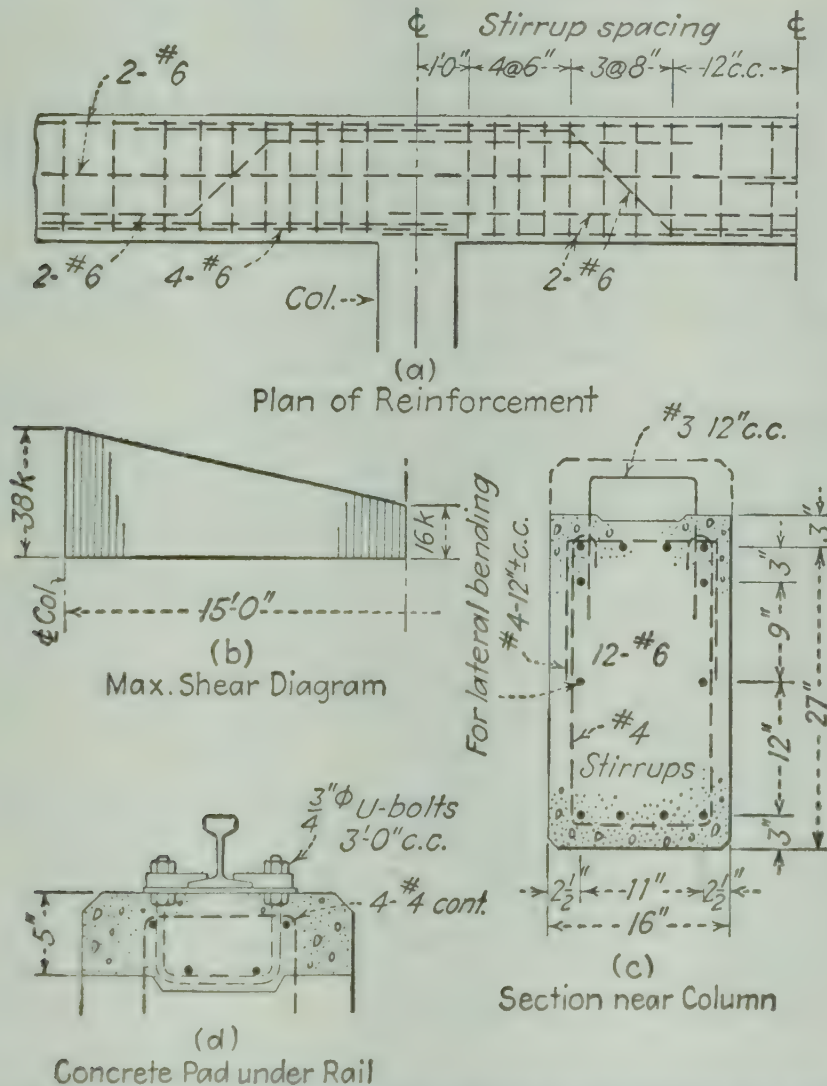 ℄ Stirrup spacing ℄
1'0" 4@6" 3@8" 12"c.c.
2-#6
2-#6 4-#6 2-#6
Col.
(a)
Plan of Reinforcement
38k
16k
℄ Col.
15'-0"
(b)
Max. Shear Diagram
#3 12"c.c.
For lateral bending
#4-12"±c.c.
12-#6
#4
Stirrups
3"
3"
9"
12"
3"
27"
2½" 11" 2½"
16"
(c)
Section near Column
¾"Φ U-bolts
3'-0"c.c.
4-#4 cont.
5"
(d)
Concrete Pad under Rail